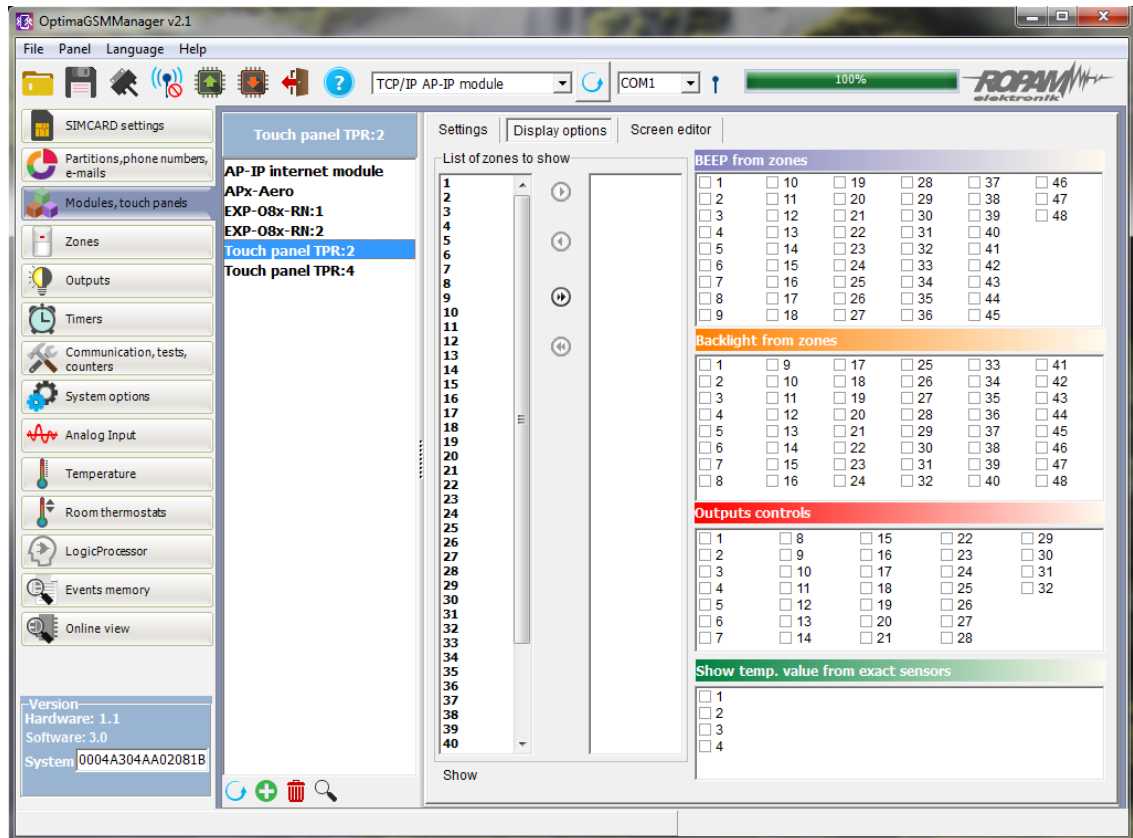 OptimaGSMManager v2.1
File Panel Language Help
TCP/IP AP-IP module
COM1
100%
ROPAM
elektronik
SIMCARD settings
Partitions,phone numbers,
e-mails
Modules, touch panels
Zones
Outputs
Timers
Communication, tests,
counters
System options
Analog Input
Temperature
Room thermostats
LogicProcessor
Events memory
Online view
Version
Hardware: 1.1
Software: 3.0
System 0004A304AA02081B
Touch panel TPR:2
AP-IP internet module
APx-Aero
EXP-O8x-RN:1
EXP-O8x-RN:2
Touch panel TPR:2
Touch panel TPR:4
Settings Display options Screen editor
List of zones to show
1
2
3
4
5
6
7
8
9
10
11
12
13
14
15
16
17
18
19
20
21
22
23
24
25
26
27
28
29
30
31
32
33
34
35
36
37
38
39
40
Show
BEEP from zones
1 10 19 28 37 46
2 11 20 29 38 47
3 12 21 30 39 48
4 13 22 31 40
5 14 23 32 41
6 15 24 33 42
7 16 25 34 43
8 17 26 35 44
9 18 27 36 45
Backlight from zones
1 9 17 25 33 41
2 10 18 26 34 42
3 11 19 27 35 43
4 12 20 28 36 44
5 13 21 29 37 45
6 14 22 30 38 46
7 15 23 31 39 47
8 16 24 32 40 48
Outputs controls
1 8 15 22 29
2 9 16 23 30
3 10 17 24 31
4 11 18 25 32
5 12 19 26
6 13 20 27
7 14 21 28
Show temp. value from exact sensors
1
2
3
4